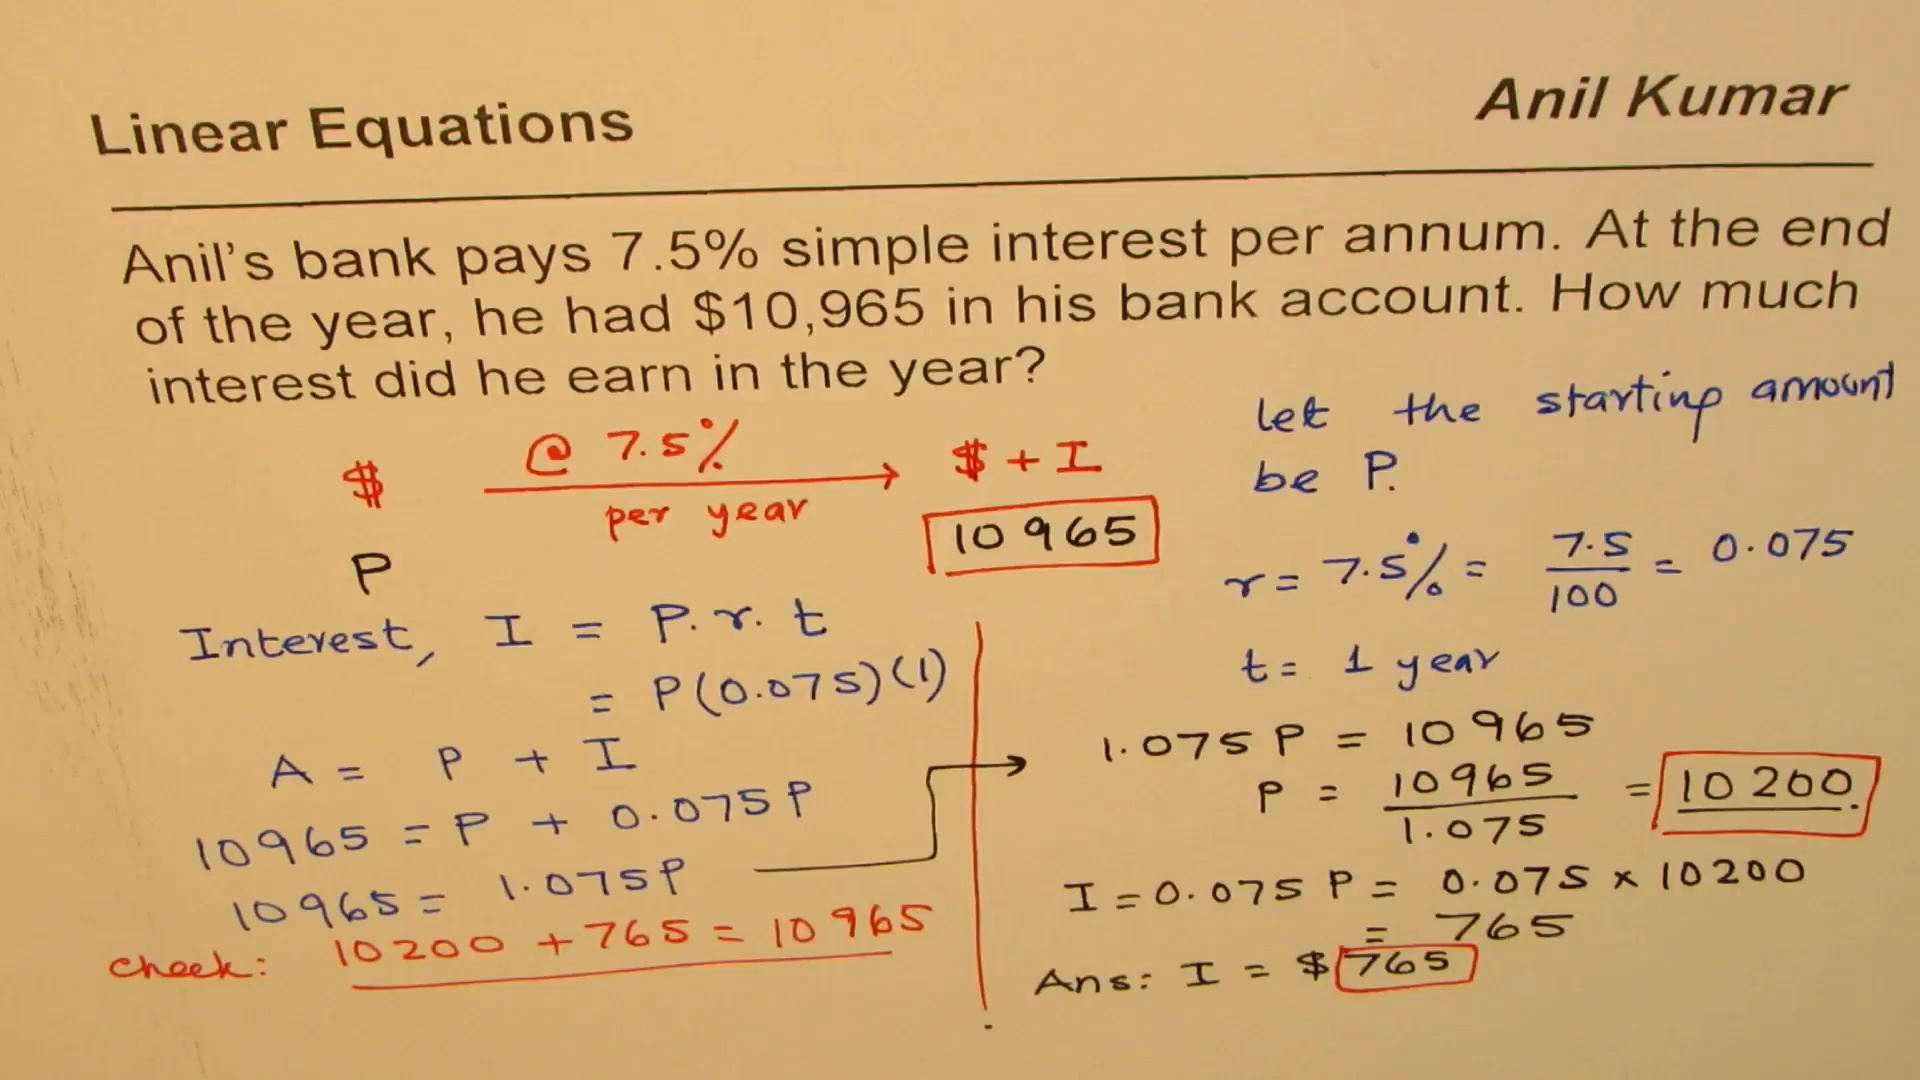 Linear Equations
Anil Kumar
Anil's bank pays 7.5% simple interest per annum. At the end
of the year, he had $10,965 in his bank account. How much
interest did he earn in the year?
$ @ 7.5% per year → $ + I
P 10965
Interest, I = P. r. t
= P(0.075)(1)
A = P + I
10965 = P + 0.075P
10965 = 1.075P
Check: 10200 + 765 = 10965
let the starting amount
be P.
r = 7.5% = 7.5/100 = 0.075
t = 1 year
1.075 P = 10965
P = 10965/1.075 = 10200.
I = 0.075 P = 0.075 x 10200
= 765
Ans: I = $ 765